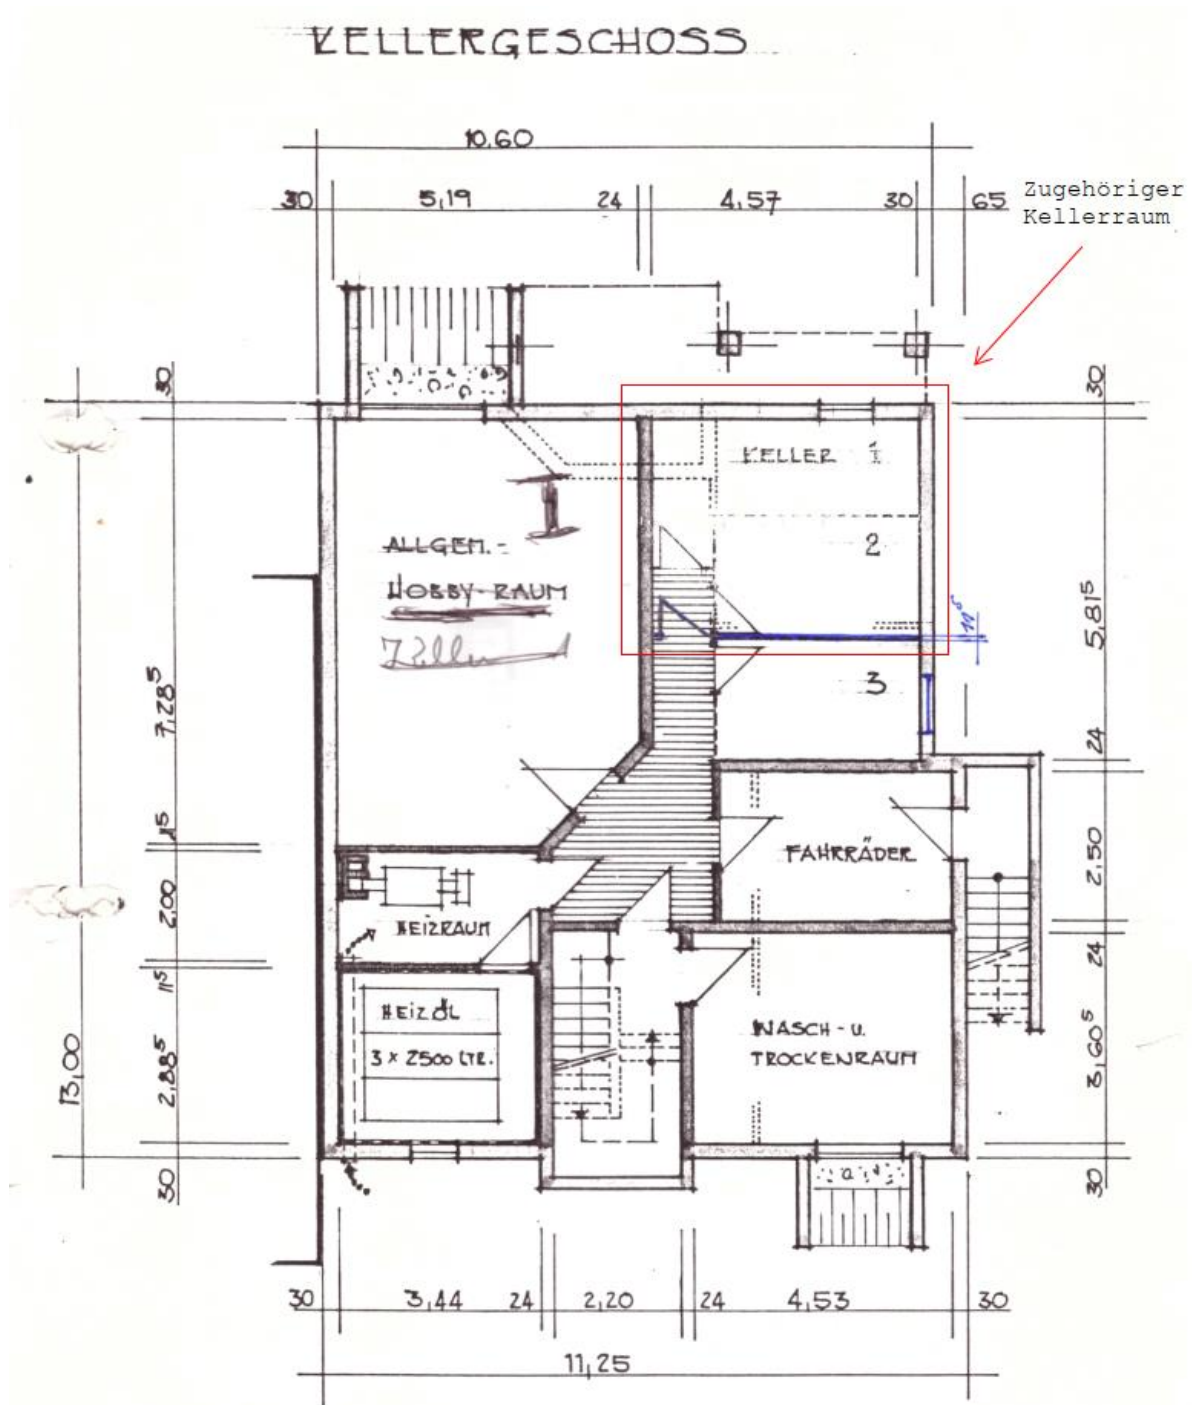 KELLERGESCHOSS
10.60
30 5,19 24 4,57 30 65
Zugehöriger
Kellerraum
30
30
KELLER 1
2
ALLGEM.-
HOBBY-RAUM
11⁵
5,81⁵
3
7,28⁵
24
11⁵
FAHRRÄDER
2,50
2,00
HEIZRAUM
24
11⁵
HEIZÖL
3 x 2500 LTR.
WASCH- U.
TROCKENRAUM
13,00
2,88⁵
3,60⁵
30
30
30 3,44 24 2,20 24 4,53 30
11,25